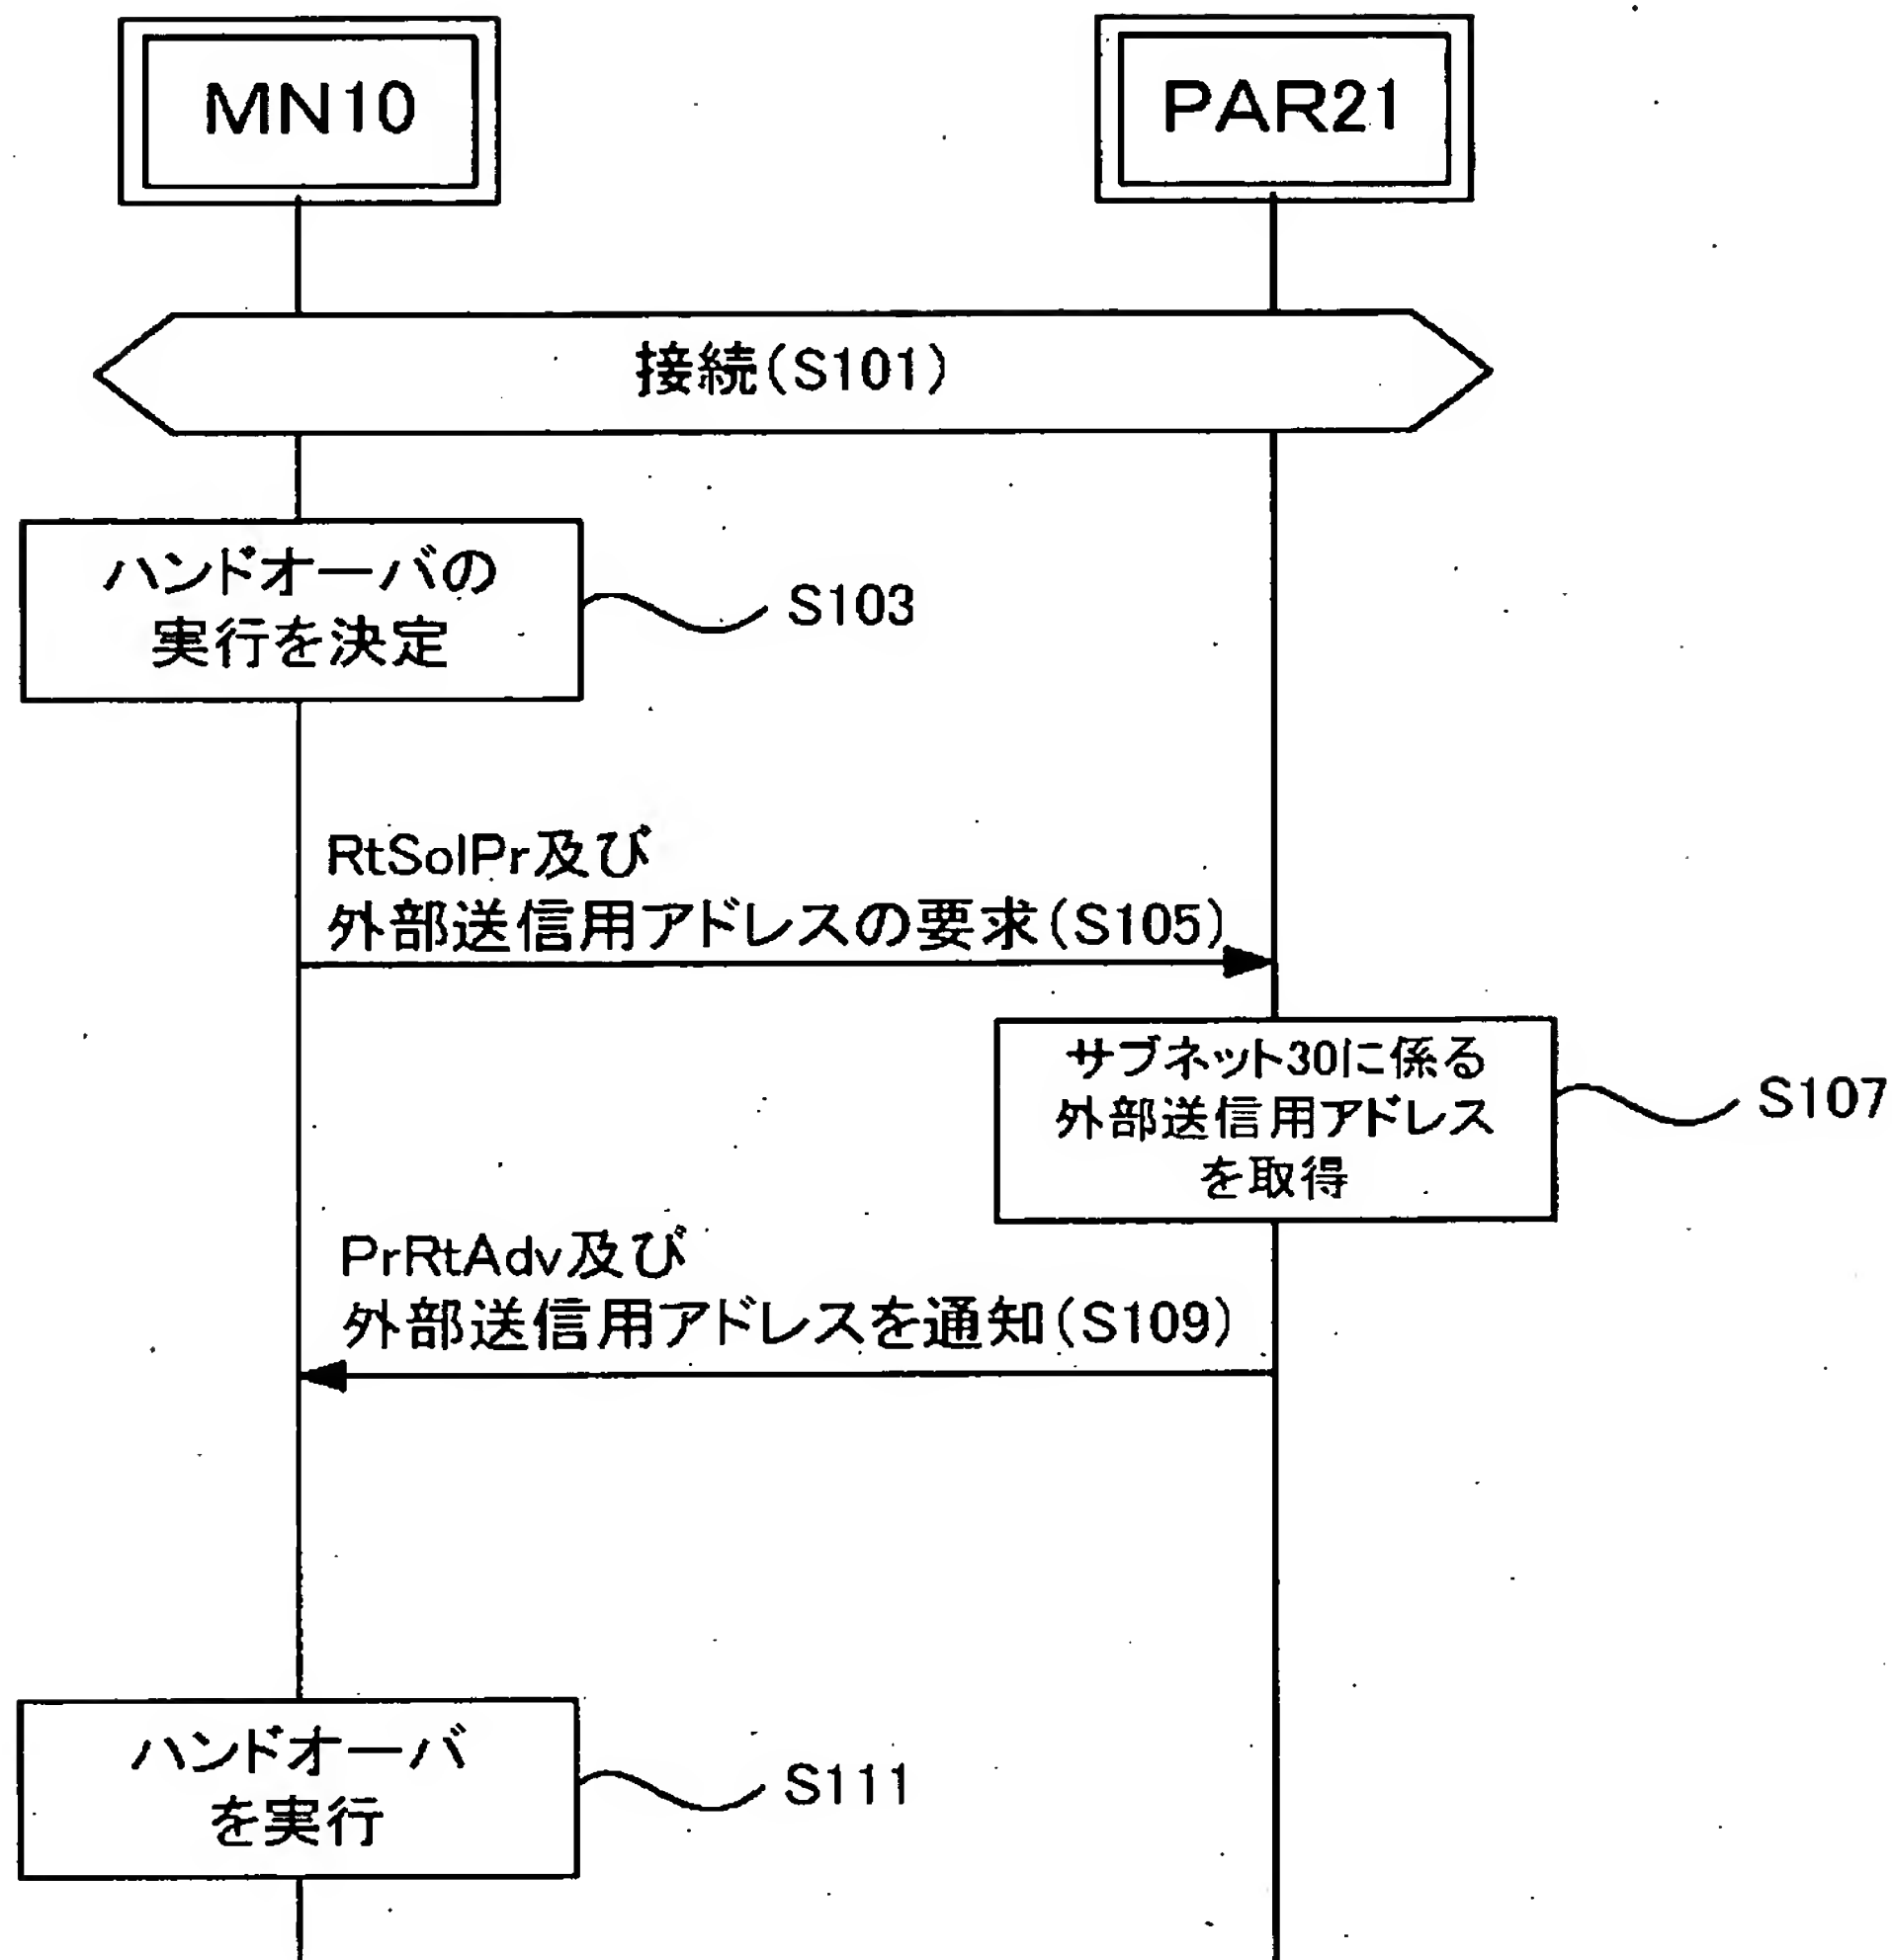 MN10
PAR21
接続(S101)
ハンドオーバの
実行を決定
S103
RtSolPr及び
外部送信用アドレスの要求(S105)
サブネット30に係る
外部送信用アドレス
を取得
S107
PrRtAdv及び
外部送信用アドレスを通知(S109)
ハンドオーバ
を実行
S111